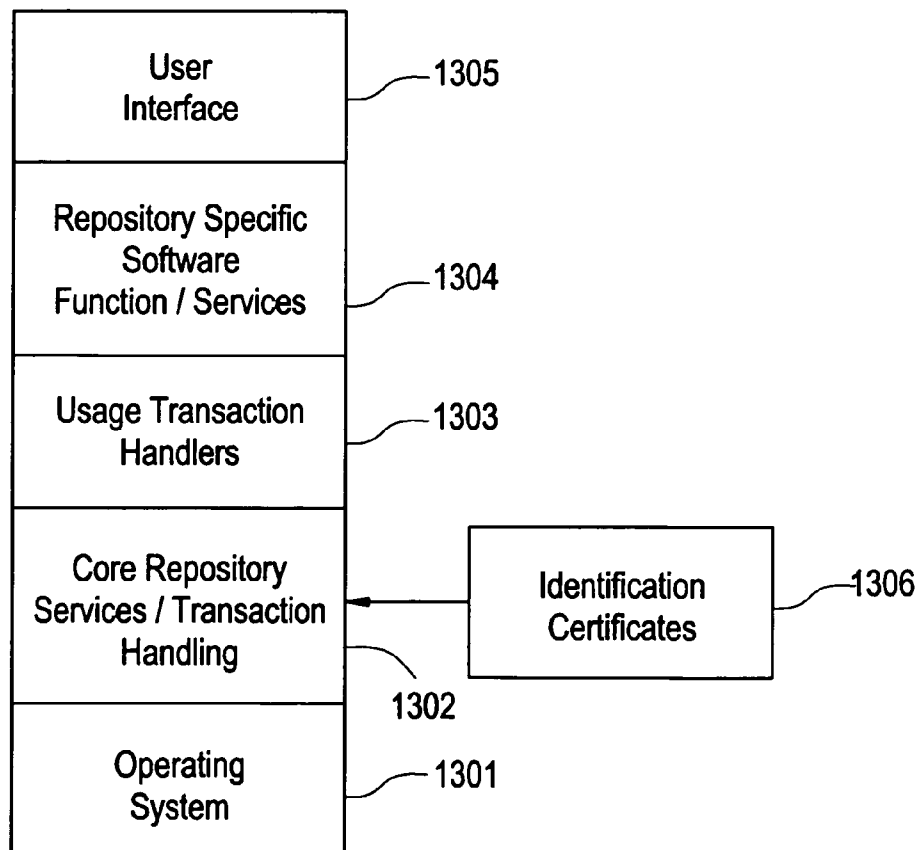 User
Interface
1305
Repository Specific
Software
Function / Services
1304
Usage Transaction
Handlers
1303
Core Repository
Services / Transaction
Handling
1302
Identification
Certificates
1306
Operating
System
1301